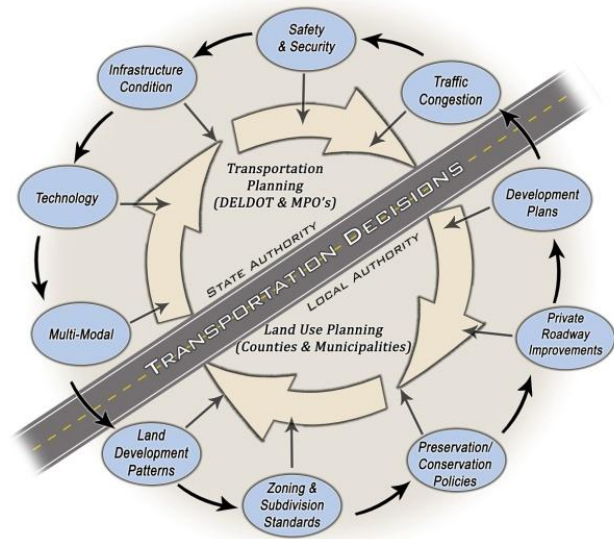 Safety
& Security
Infrastructure
Condition
Traffic
Congestion
Technology
Transportation
Planning
(DELDOT & MPO's)
Development
Plans
STATE AUTHORITY
TRANSPORTATION DECISIONS
LOCAL AUTHORITY
Multi-Modal
Land Use Planning
(Counties & Municipalities)
Private
Roadway
Improvements
Land
Development
Patterns
Zoning &
Subdivision
Standards
Preservation/
Conservation
Policies